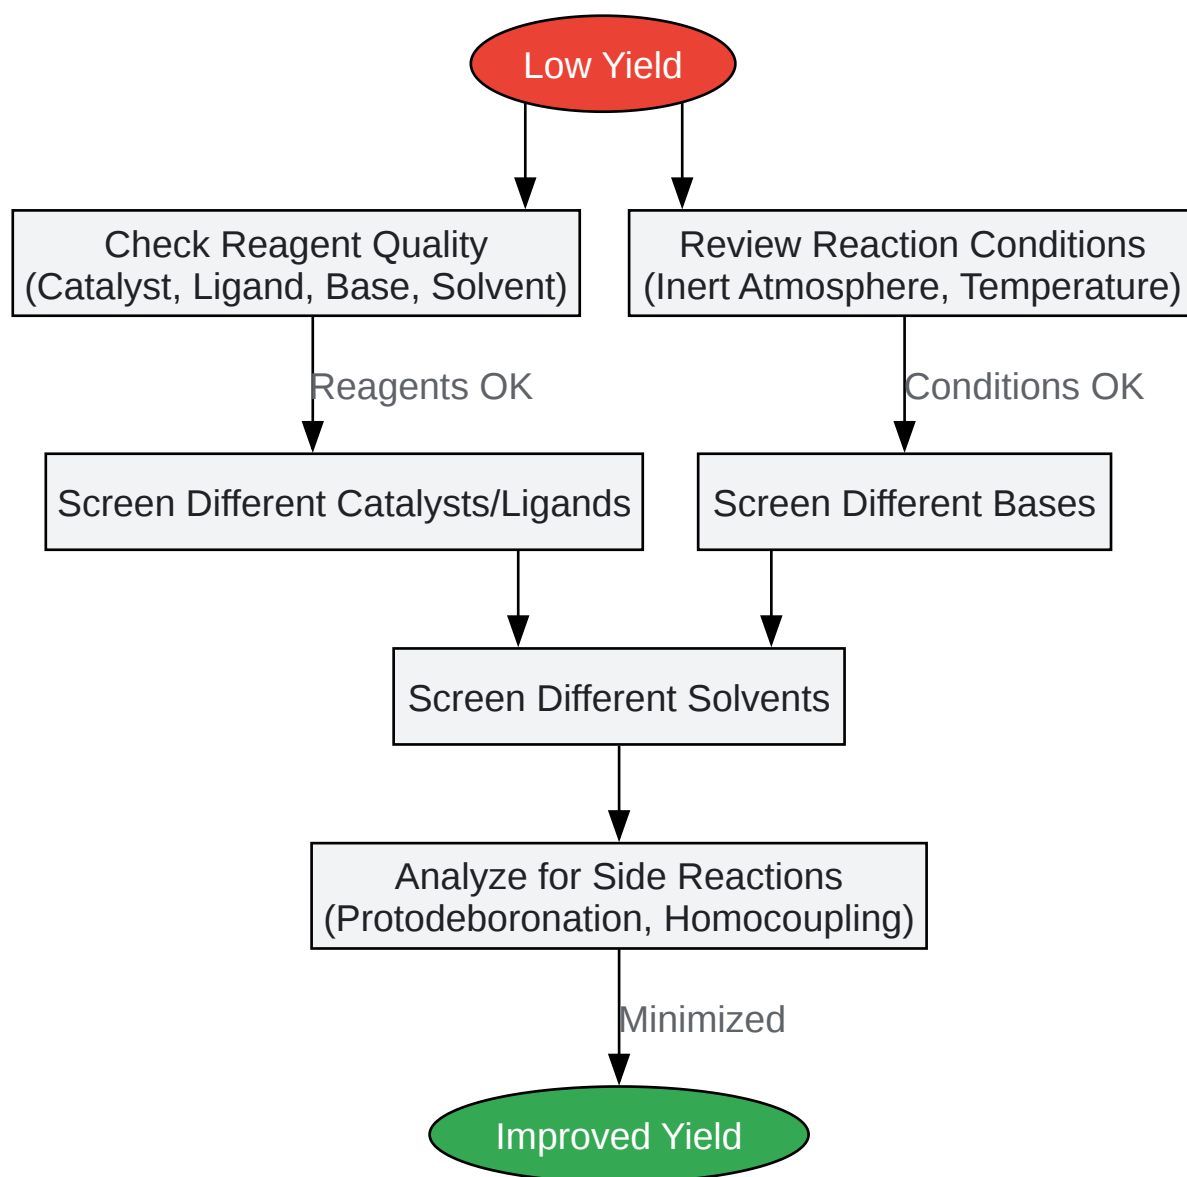 Low Yield
Check Reagent Quality
(Catalyst, Ligand, Base, Solvent)
Review Reaction Conditions
(Inert Atmosphere, Temperature)
Reagents OK
Conditions OK
Screen Different Catalysts/Ligands
Screen Different Bases
Screen Different Solvents
Analyze for Side Reactions
(Protodeboronation, Homocoupling)
Minimized
Improved Yield